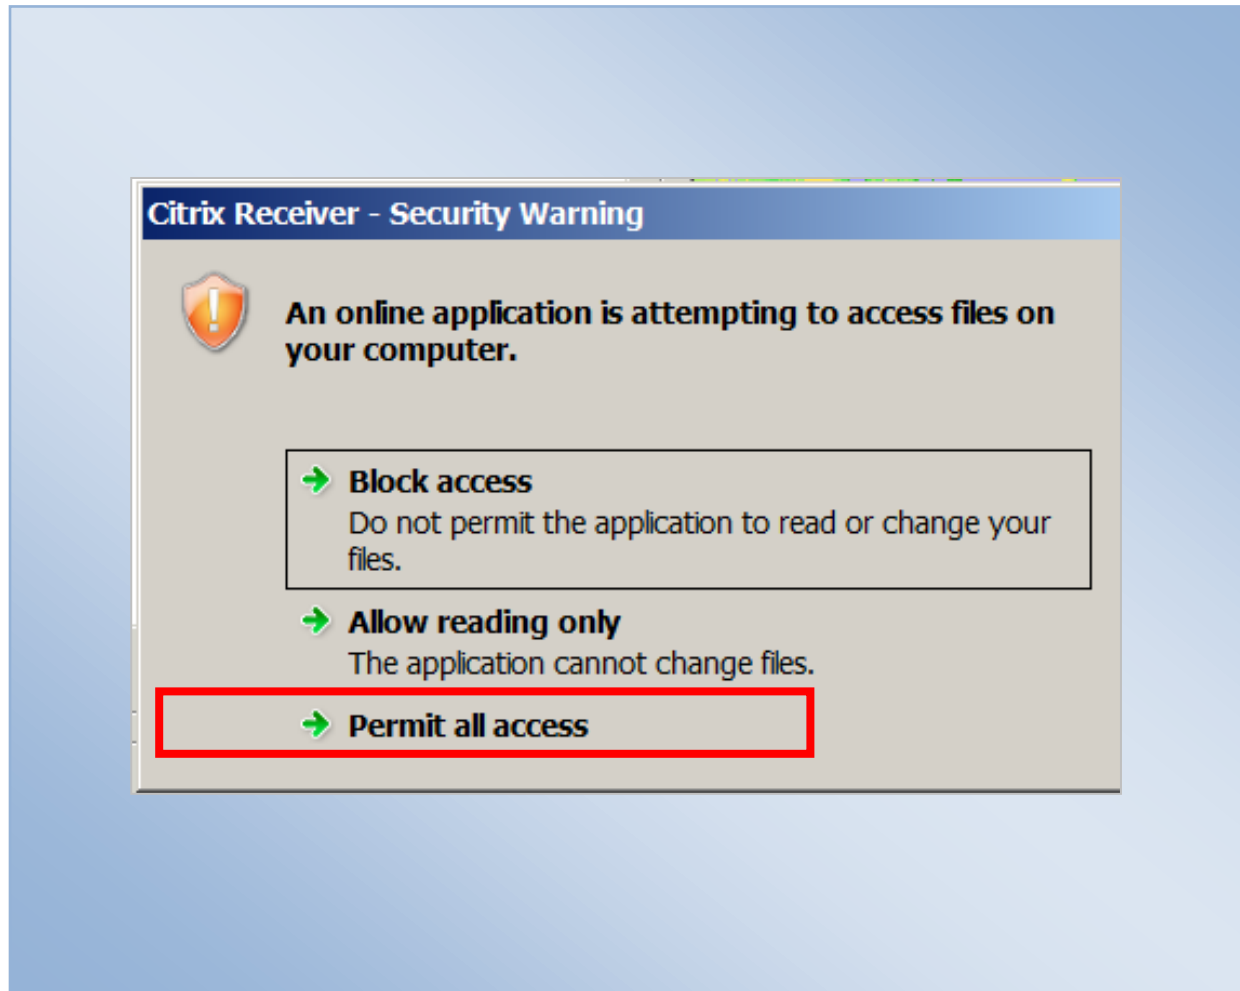 Citrix Receiver - Security Warning
An online application is attempting to access files on
your computer.
Block access
Do not permit the application to read or change your
files.
Allow reading only
The application cannot change files.
Permit all access